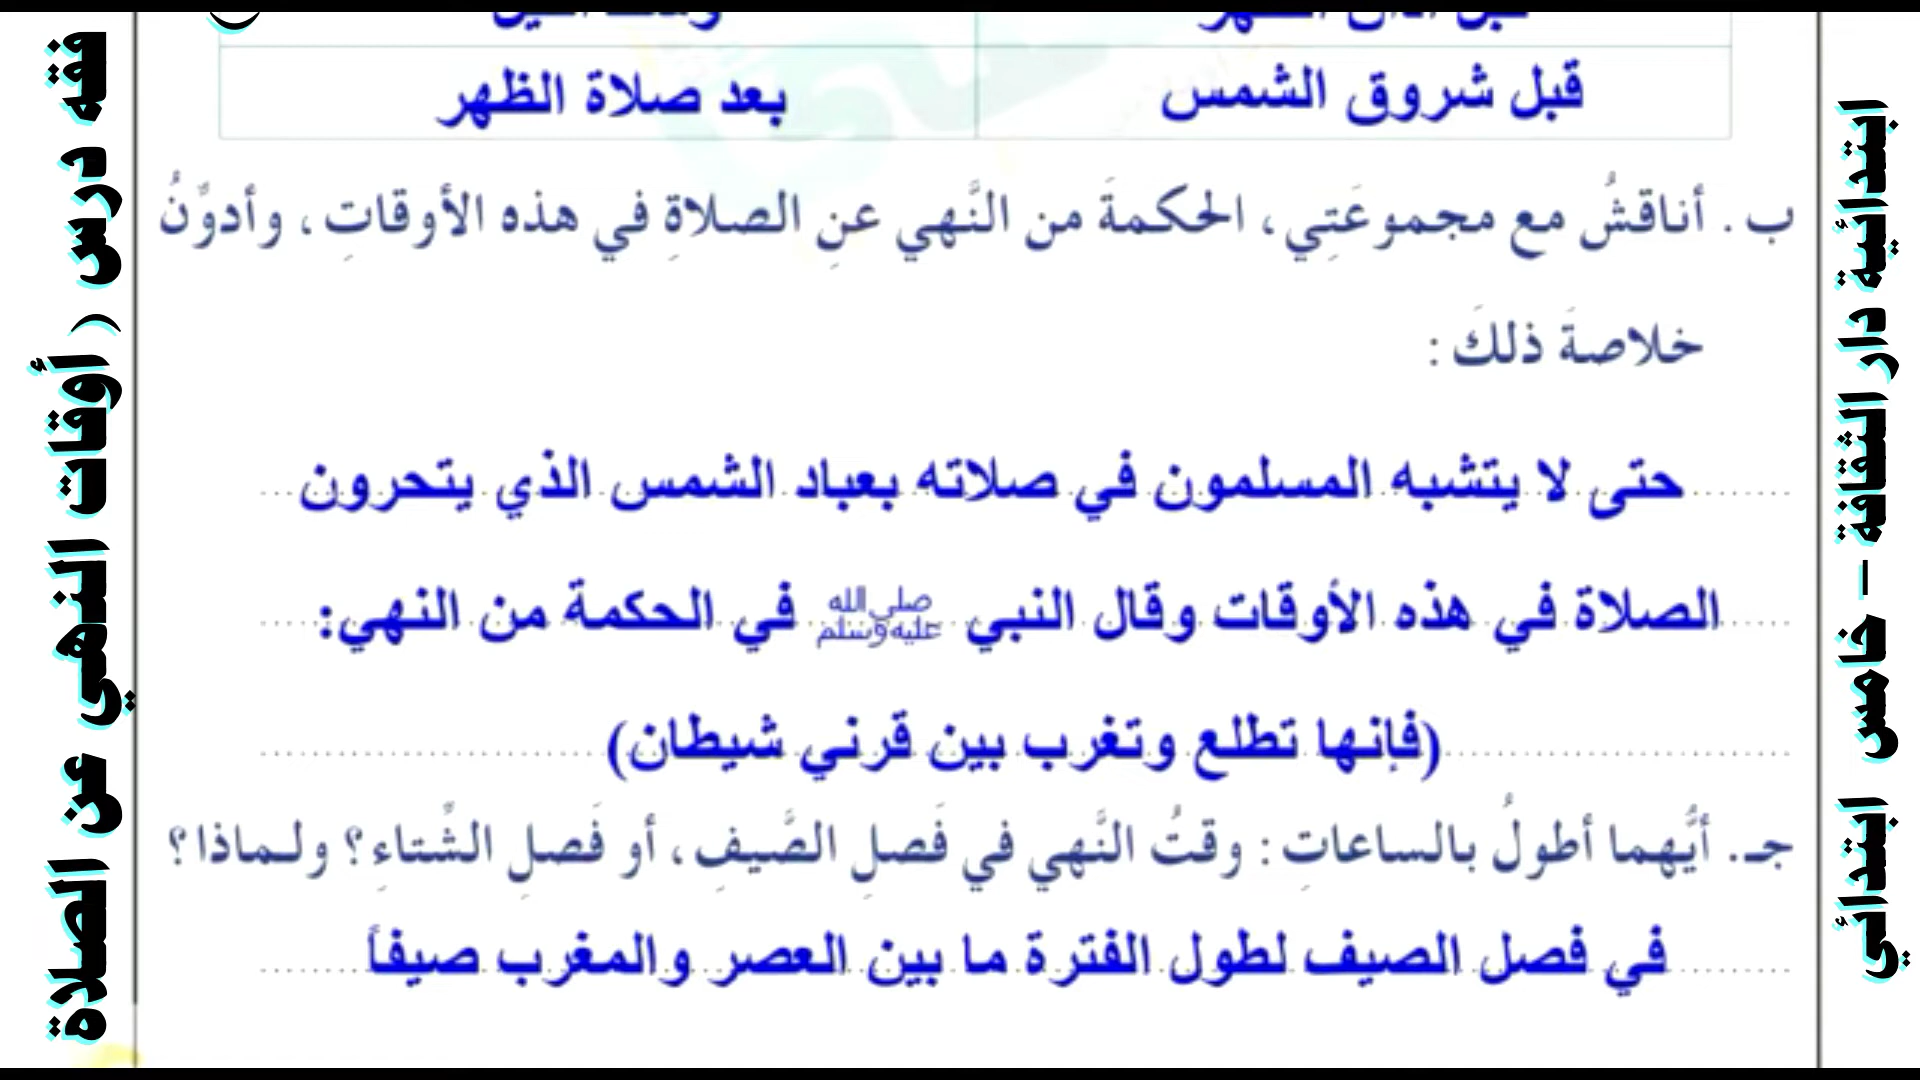 قبل شروق الشمس
بعد صلاة الظهر
ب . أناقشُ مع مجموعَتِي، الحكمةَ من النَّهي عنِ الصلاةِ في هذه الأوقاتِ، وأدوِّنُ
خلاصةَ ذلكَ :
حتى لا يتشبه المسلمون في صلاته بعباد الشمس الذي يتحرون
الصلاة في هذه الأوقات وقال النبي صلى الله عليه وسلم في الحكمة من النهي:
(فإنها تطلع وتغرب بين قرني شيطان)
جـ. أيُّهما أطولُ بالساعاتِ : وقتُ النَّهي في فَصلِ الصَّيفِ، أو فَصلِ الشِّتاءِ؟ ولـماذا؟
في فصل الصيف لطول الفترة ما بين العصر والمغرب صيفاً
فقه درس ( أوقات النهي عن الصلاة )
ابتدائية دار الثقافة – خامس ابتدائي